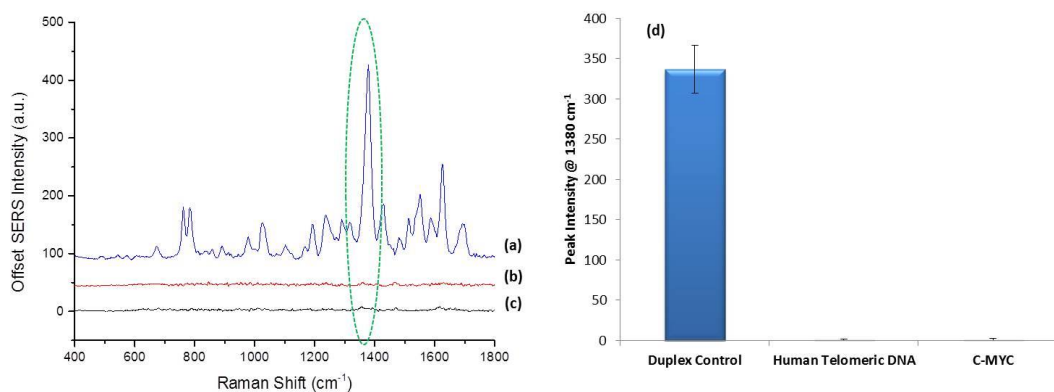 500
400
300
200
100
0
Offset SERS Intensity (a.u.)
(a)
(b)
(c)
400 600 800 1000 1200 1400 1600 1800
Raman Shift (cm-1)
(d)
400
350
300
250
200
150
100
50
0
Peak Intensity @ 1380 cm-1
Duplex Control Human Telomeric DNA C-MYC